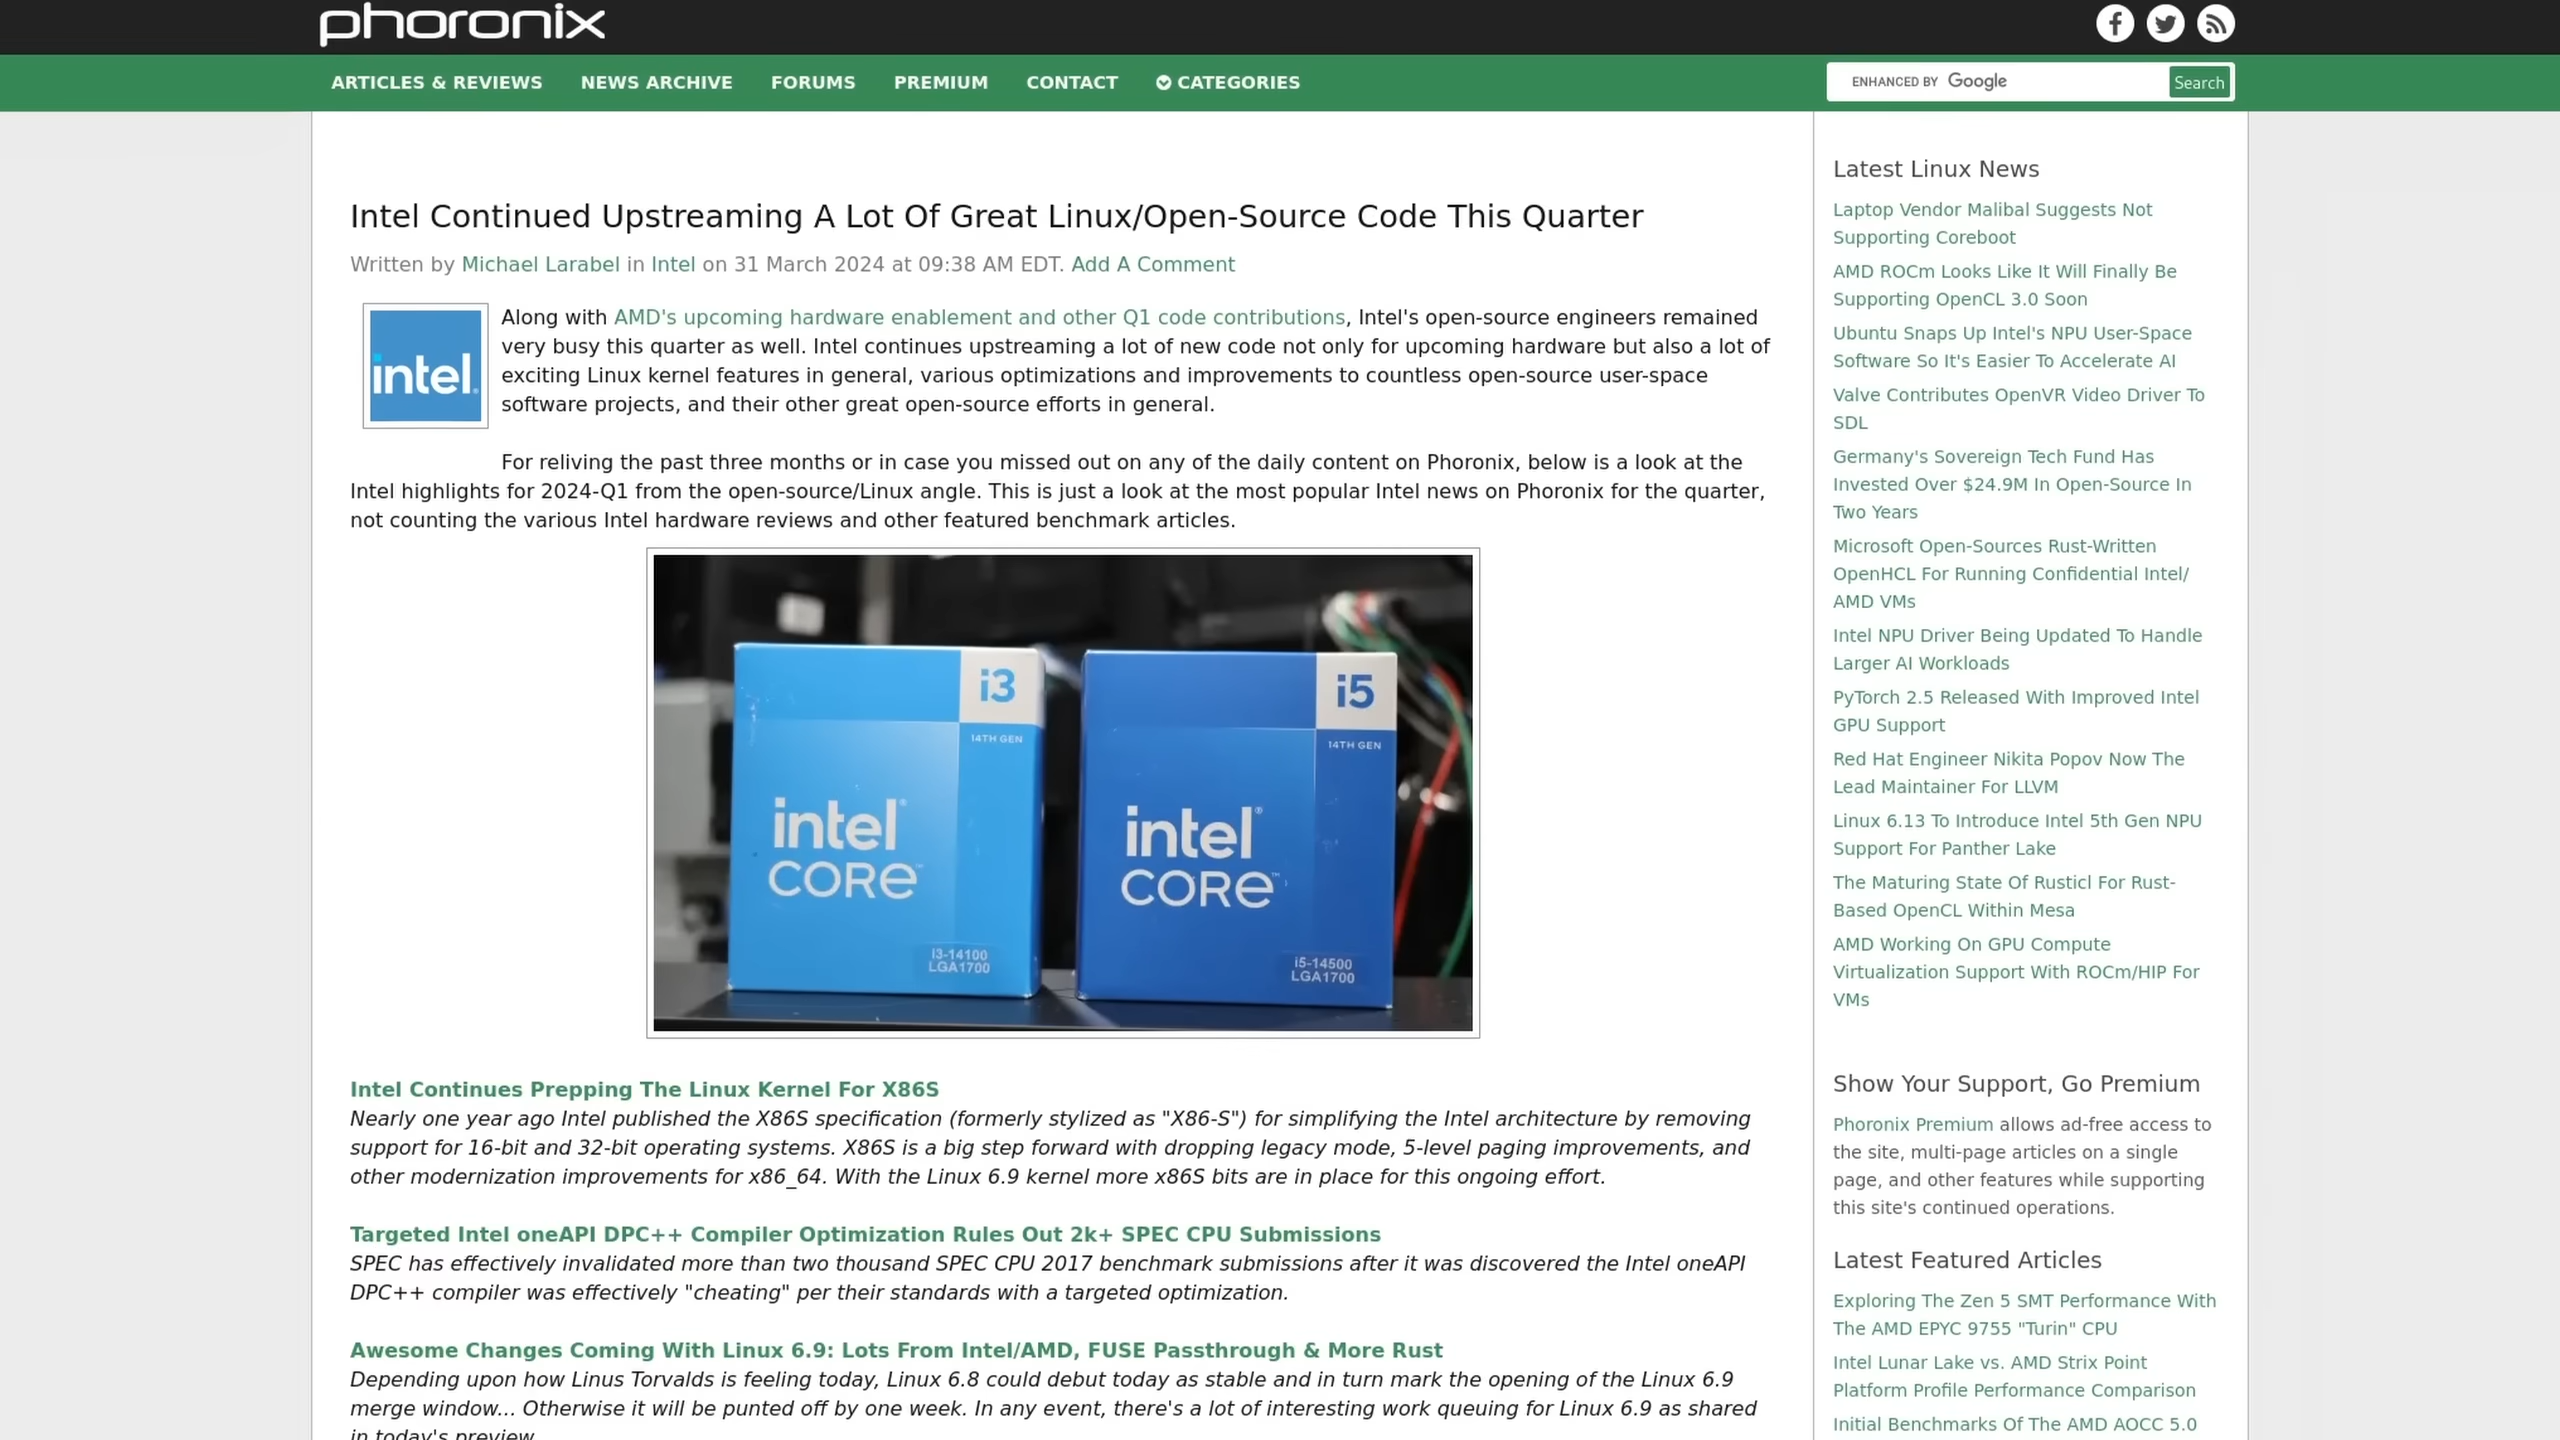 phoronix
ARTICLES & REVIEWS
NEWS ARCHIVE
FORUMS
PREMIUM
CONTACT
CATEGORIES
ENHANCED BY Google
Search
Intel Continued Upstreaming A Lot Of Great Linux/Open-Source Code This Quarter
Written by Michael Larabel in Intel on 31 March 2024 at 09:38 AM EDT. Add A Comment
intel
Along with AMD's upcoming hardware enablement and other Q1 code contributions, Intel's open-source engineers remained
very busy this quarter as well. Intel continues upstreaming a lot of new code not only for upcoming hardware but also a lot of
exciting Linux kernel features in general, various optimizations and improvements to countless open-source user-space
software projects, and their other great open-source efforts in general.
For reliving the past three months or in case you missed out on any of the daily content on Phoronix, below is a look at the
Intel highlights for 2024-Q1 from the open-source/Linux angle. This is just a look at the most popular Intel news on Phoronix for the quarter,
not counting the various Intel hardware reviews and other featured benchmark articles.
i3
14TH GEN
intel
CORE™
i3-14100
LGA1700
i5
14TH GEN
intel®
CORE™
i5-14500
LGA1700
Intel Continues Prepping The Linux Kernel For X86S
Nearly one year ago Intel published the X86S specification (formerly stylized as "X86-S") for simplifying the Intel architecture by removing
support for 16-bit and 32-bit operating systems. X86S is a big step forward with dropping legacy mode, 5-level paging improvements, and
other modernization improvements for x86_64. With the Linux 6.9 kernel more x86S bits are in place for this ongoing effort.
Targeted Intel oneAPI DPC++ Compiler Optimization Rules Out 2k+ SPEC CPU Submissions
SPEC has effectively invalidated more than two thousand SPEC CPU 2017 benchmark submissions after it was discovered the Intel oneAPI
DPC++ compiler was effectively "cheating" per their standards with a targeted optimization.
Awesome Changes Coming With Linux 6.9: Lots From Intel/AMD, FUSE Passthrough & More Rust
Depending upon how Linus Torvalds is feeling today, Linux 6.8 could debut today as stable and in turn mark the opening of the Linux 6.9
merge window... Otherwise it will be punted off by one week. In any event, there's a lot of interesting work queuing for Linux 6.9 as shared
in today's preview.
Latest Linux News
Laptop Vendor Malibal Suggests Not
Supporting Coreboot
AMD ROCm Looks Like It Will Finally Be
Supporting OpenCL 3.0 Soon
Ubuntu Snaps Up Intel's NPU User-Space
Software So It's Easier To Accelerate AI
Valve Contributes OpenVR Video Driver To
SDL
Germany's Sovereign Tech Fund Has
Invested Over $24.9M In Open-Source In
Two Years
Microsoft Open-Sources Rust-Written
OpenHCL For Running Confidential Intel/
AMD VMs
Intel NPU Driver Being Updated To Handle
Larger AI Workloads
PyTorch 2.5 Released With Improved Intel
GPU Support
Red Hat Engineer Nikita Popov Now The
Lead Maintainer For LLVM
Linux 6.13 To Introduce Intel 5th Gen NPU
Support For Panther Lake
The Maturing State Of Rusticl For Rust-
Based OpenCL Within Mesa
AMD Working On GPU Compute
Virtualization Support With ROCm/HIP For
VMs
Show Your Support, Go Premium
Phoronix Premium allows ad-free access to
the site, multi-page articles on a single
page, and other features while supporting
this site's continued operations.
Latest Featured Articles
Exploring The Zen 5 SMT Performance With
The AMD EPYC 9755 "Turin" CPU
Intel Lunar Lake vs. AMD Strix Point
Platform Profile Performance Comparison
Initial Benchmarks Of The AMD AOCC 5.0